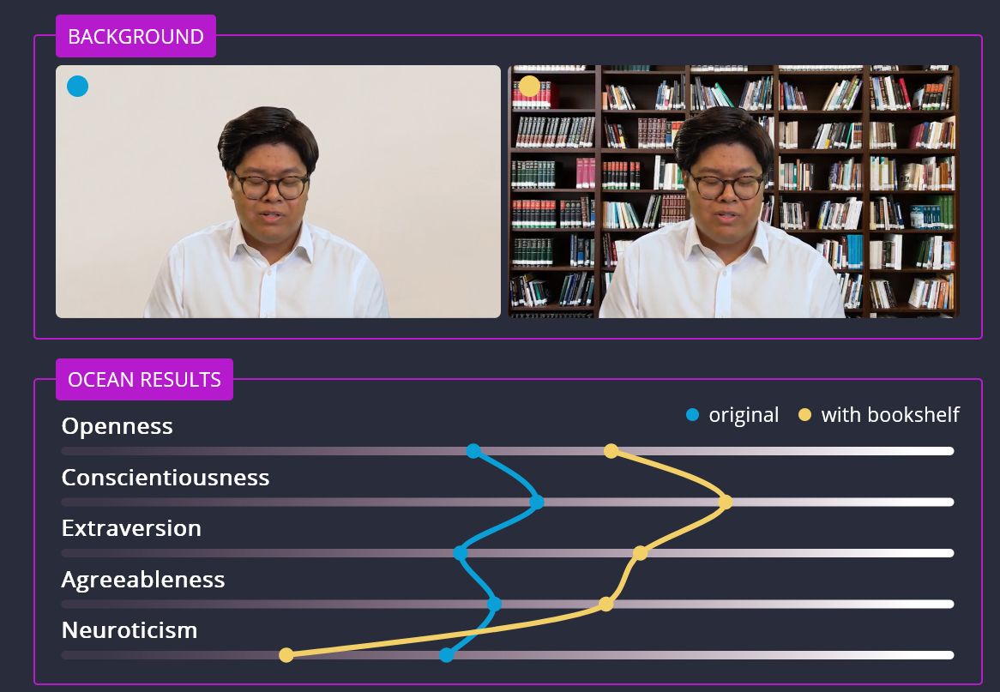 BACKGROUND
OCEAN RESULTS
original
with bookshelf
Openness
Conscientiousness
Extraversion
Agreeableness
Neuroticism